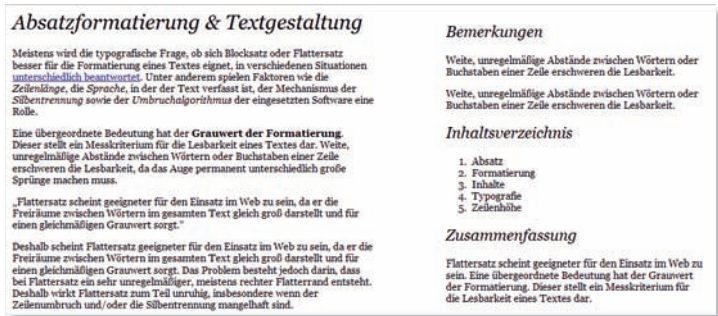 Absatzformatierung & Textgestaltung
Meistens wird die typografische Frage, ob sich Blocksatz oder Flattersatz
besser für die Formatierung eines Textes eignet, in verschiedenen Situationen
unterschiedlich beantwortet. Unter anderem spielen Faktoren wie die
Zeilenlänge, die Sprache, in der der Text verfasst ist, der Mechanismus der
Silbentrennung sowie der Umbruchalgorithmus der eingesetzten Software eine
Rolle.
Eine übergeordnete Bedeutung hat der Grauwert der Formatierung.
Dieser stellt ein Messkriterium für die Lesbarkeit eines Textes dar. Weite,
unregelmäßige Abstände zwischen Wörtern oder Buchstaben einer Zeile
erschweren die Lesbarkeit, da das Auge permanent unterschiedlich große
Sprünge machen muss.
„Flattersatz scheint geeigneter für den Einsatz im Web zu sein, da er die
Freiräume zwischen Wörtern im gesamten Text gleich groß darstellt und für
einen gleichmäßigen Grauwert sorgt."
Deshalb scheint Flattersatz geeigneter für den Einsatz im Web zu sein, da er die
Freiräume zwischen Wörtern im gesamten Text gleich groß darstellt und für
einen gleichmäßigen Grauwert sorgt. Das Problem besteht jedoch darin, dass
bei Flattersatz ein sehr unregelmäßiger, meistens rechter Flatterrand entsteht.
Deshalb wirkt Flattersatz zum Teil unruhig, insbesondere wenn der
Zeilenumbruch und/oder die Silbentrennung mangelhaft sind.
Bemerkungen
Weite, unregelmäßige Abstände zwischen Wörtern oder
Buchstaben einer Zeile erschweren die Lesbarkeit.
Weite, unregelmäßige Abstände zwischen Wörtern oder
Buchstaben einer Zeile erschweren die Lesbarkeit.
Inhaltsverzeichnis
1. Absatz
2. Formatierung
3. Inhalte
4. Typografie
5. Zeilenhöhe
Zusammenfassung
Flattersatz scheint geeigneter für den Einsatz im Web zu
sein. Eine übergeordnete Bedeutung hat der Grauwert
der Formatierung. Dieser stellt ein Messkriterium für
die Lesbarkeit eines Textes dar.